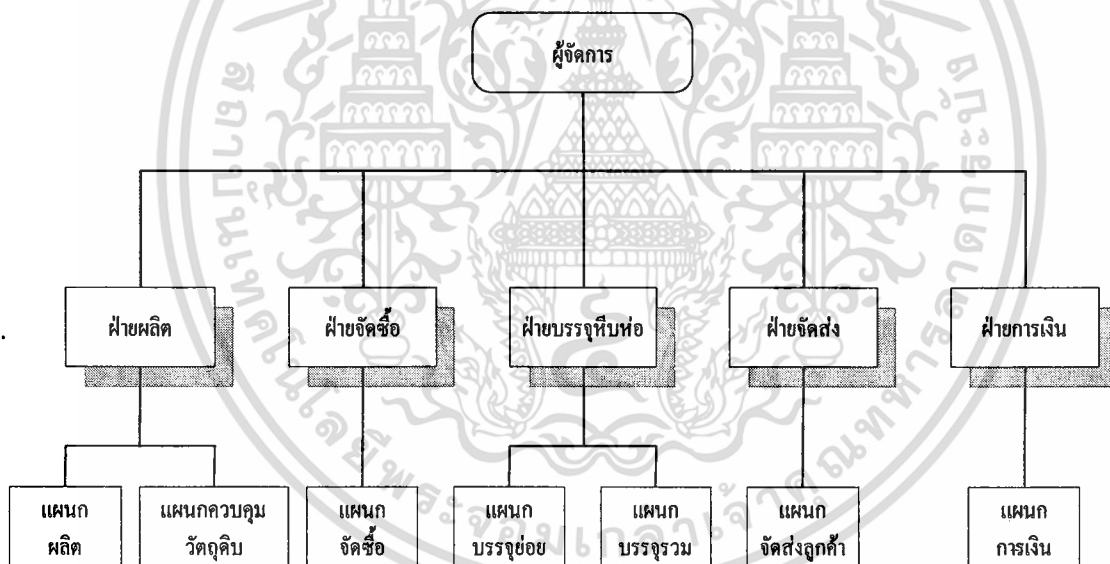 ผู้จัดการ
ฝ่ายผลิต
ฝ่ายจัดซื้อ
ฝ่ายบรรจุหีบห่อ
ฝ่ายจัดส่ง
ฝ่ายการเงิน
แผนก
ผลิต
แผนกควบคุม
วัตถุดิบ
แผนก
จัดซื้อ
แผนก
บรรจุย่อย
แผนก
บรรจุรวม
แผนก
จัดส่งลูกค้า
แผนก
การเงิน